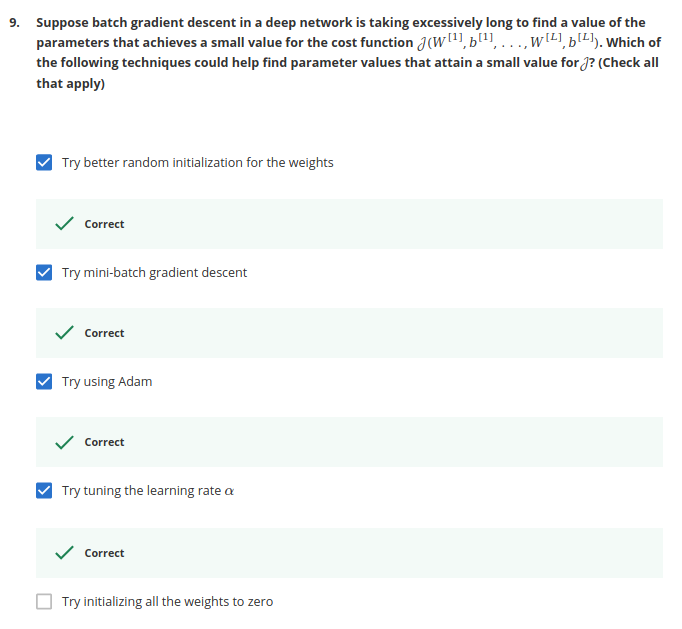 9. Suppose batch gradient descent in a deep network is taking excessively long to find a value of the
parameters that achieves a small value for the cost function 𝒥(W^[1], b^[1], . . . , W^[L], b^[L]). Which of
the following techniques could help find parameter values that attain a small value for 𝒥? (Check all
that apply)
Try better random initialization for the weights
Correct
Try mini-batch gradient descent
Correct
Try using Adam
Correct
Try tuning the learning rate α
Correct
Try initializing all the weights to zero